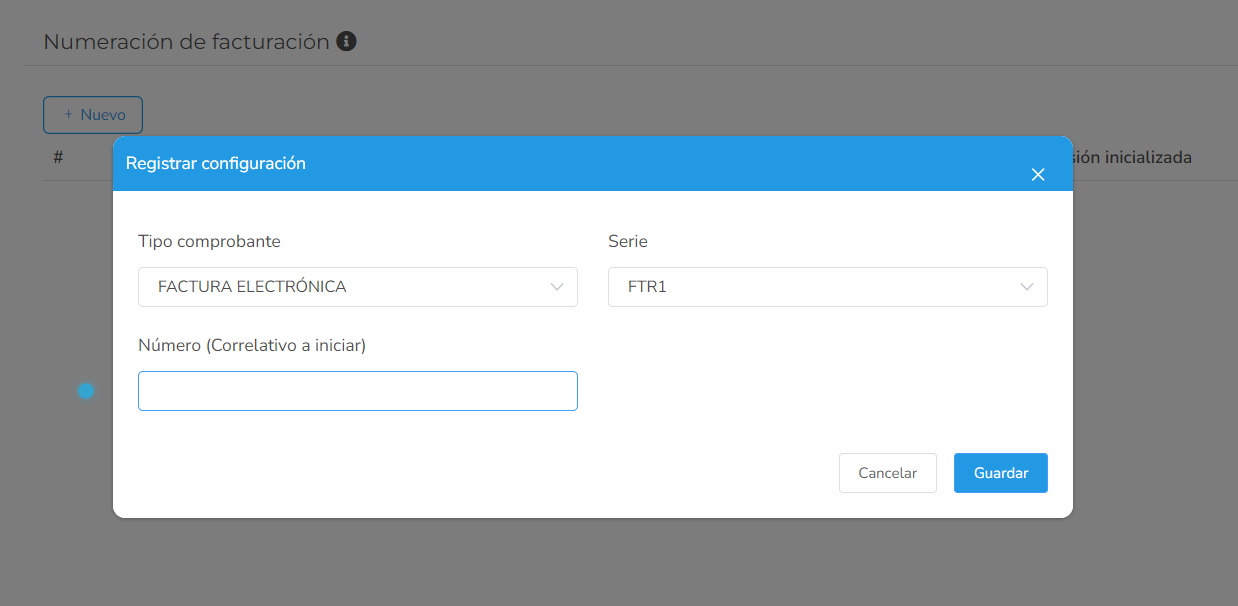 Numeración de facturación
+ Nuevo
# sión inicializada
Registrar configuración
Tipo comprobante Serie
FACTURA ELECTRÓNICA FTR1
Número (Correlativo a iniciar)
Cancelar Guardar